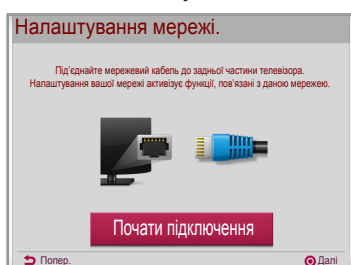 Налаштування мережі.
Під'єднайте мережевий кабель до задньої частини телевізора.
Налаштування вашої мережі активізує функції, пов'язані з даною мережею.
Почати підключення
Попер.
Далі